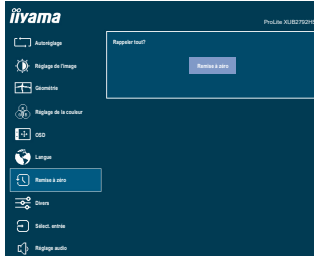 iiyama
ProLite XUB2792HS
Autoréglage
Rappeler tout?
Remise à zéro
Réglage de l'image
Géométrie
Réglage de la couleur
OSD
Langue
Remise à zéro
Divers
Sélect. entrée
Réglage audio